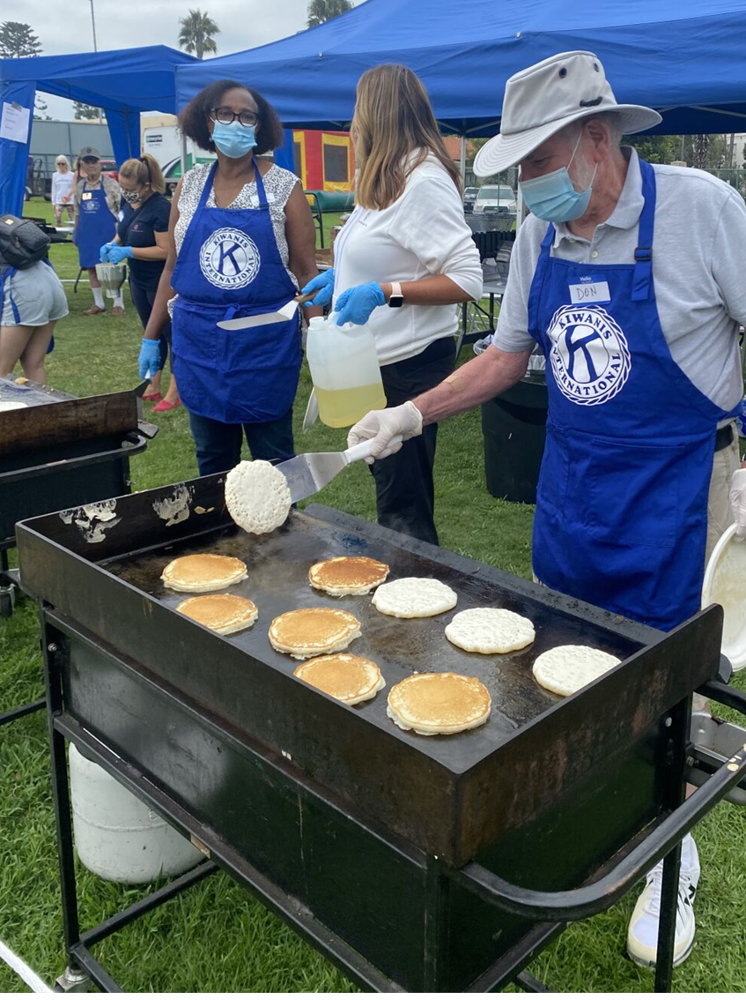 KIWANIS
K
INTERNATIONAL
Hello
DON
KIWANIS
K
INTERNATIONAL